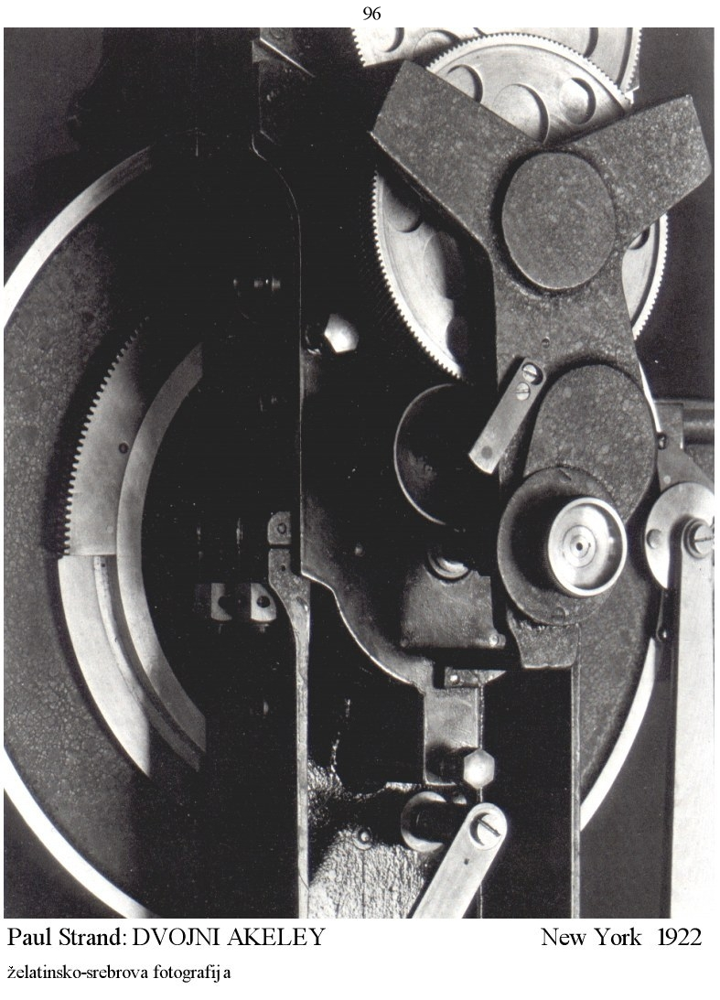 96
Paul Strand: DVOJNI AKELEY New York 1922
želatinsko-srebrova fotografija